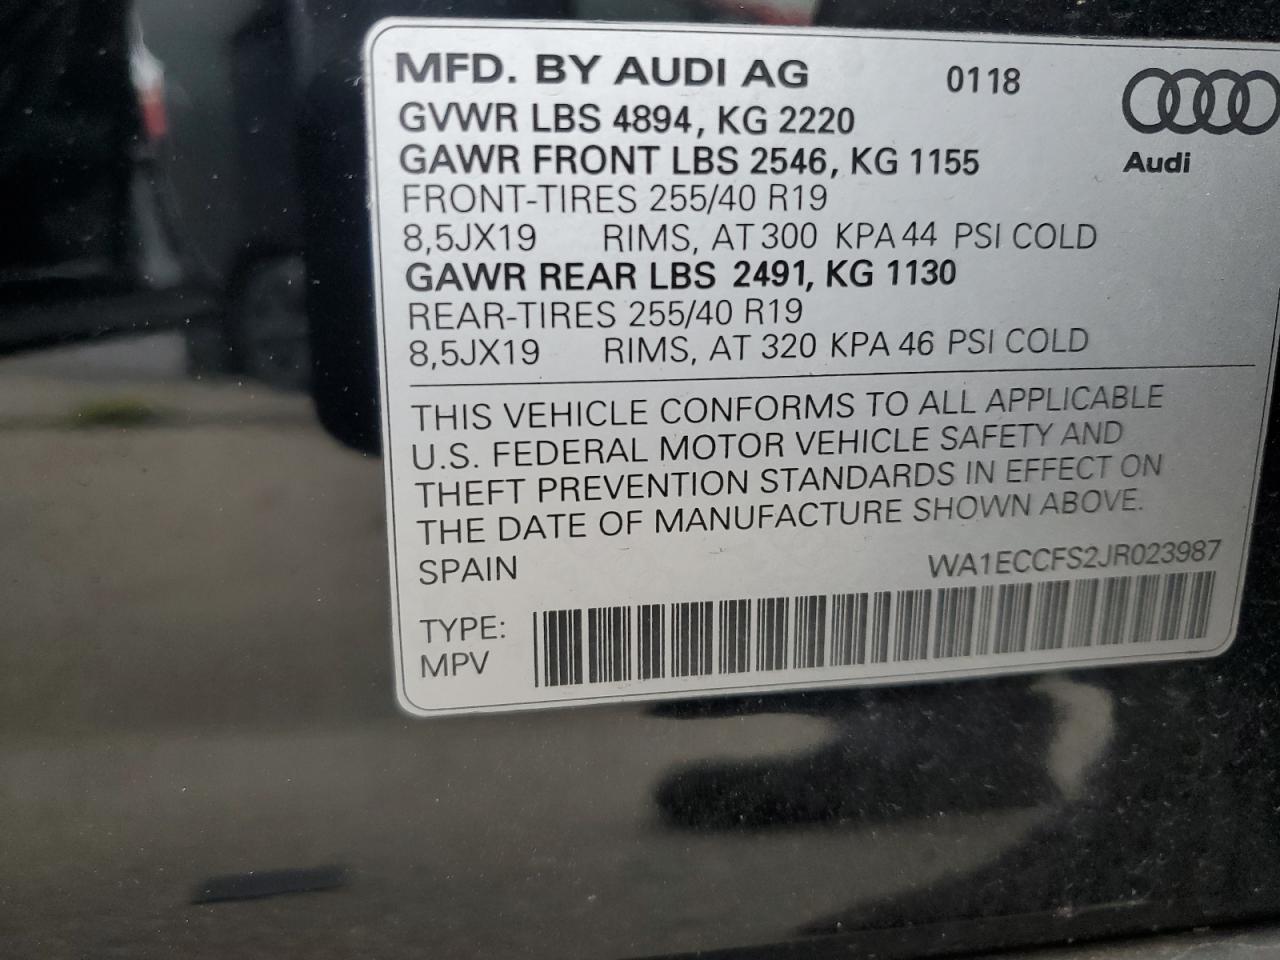 MFD. BY AUDI AG 0118
GVWR LBS 4894, KG 2220
GAWR FRONT LBS 2546, KG 1155
Audi
FRONT-TIRES 255/40 R19
8,5JX19 RIMS, AT 300 KPA 44 PSI COLD
GAWR REAR LBS 2491, KG 1130
REAR-TIRES 255/40 R19
8,5JX19 RIMS, AT 320 KPA 46 PSI COLD
THIS VEHICLE CONFORMS TO ALL APPLICABLE
U.S. FEDERAL MOTOR VEHICLE SAFETY AND
THEFT PREVENTION STANDARDS IN EFFECT ON
THE DATE OF MANUFACTURE SHOWN ABOVE.
SPAIN WA1ECCFS2JR023987
TYPE:
MPV